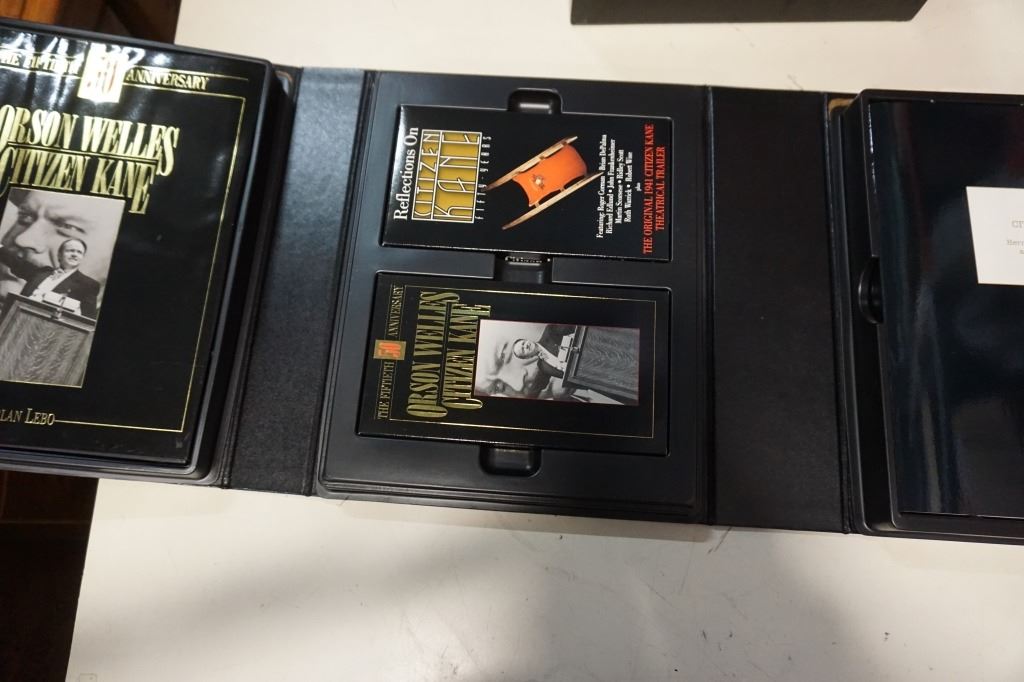 THE FIFTIETH 50 ANNIVERSARY
ORSON WELLES
CITIZEN KANE
LAN LEBO
Reflections On
CITIZEN
KANE
FIFTY YEARS
Featuring: Roger Corman • Brian DePalma
Richard Edlund • John Frankenheimer
Martin Scorsese • Ridley Scott
Ruth Warrick • Robert Wise
plus
THE ORIGINAL 1941 CITIZEN KANE
THEATRICAL TRAILER
THE FIFTIETH 50 ANNIVERSARY
ORSON WELLES
CITIZEN KANE